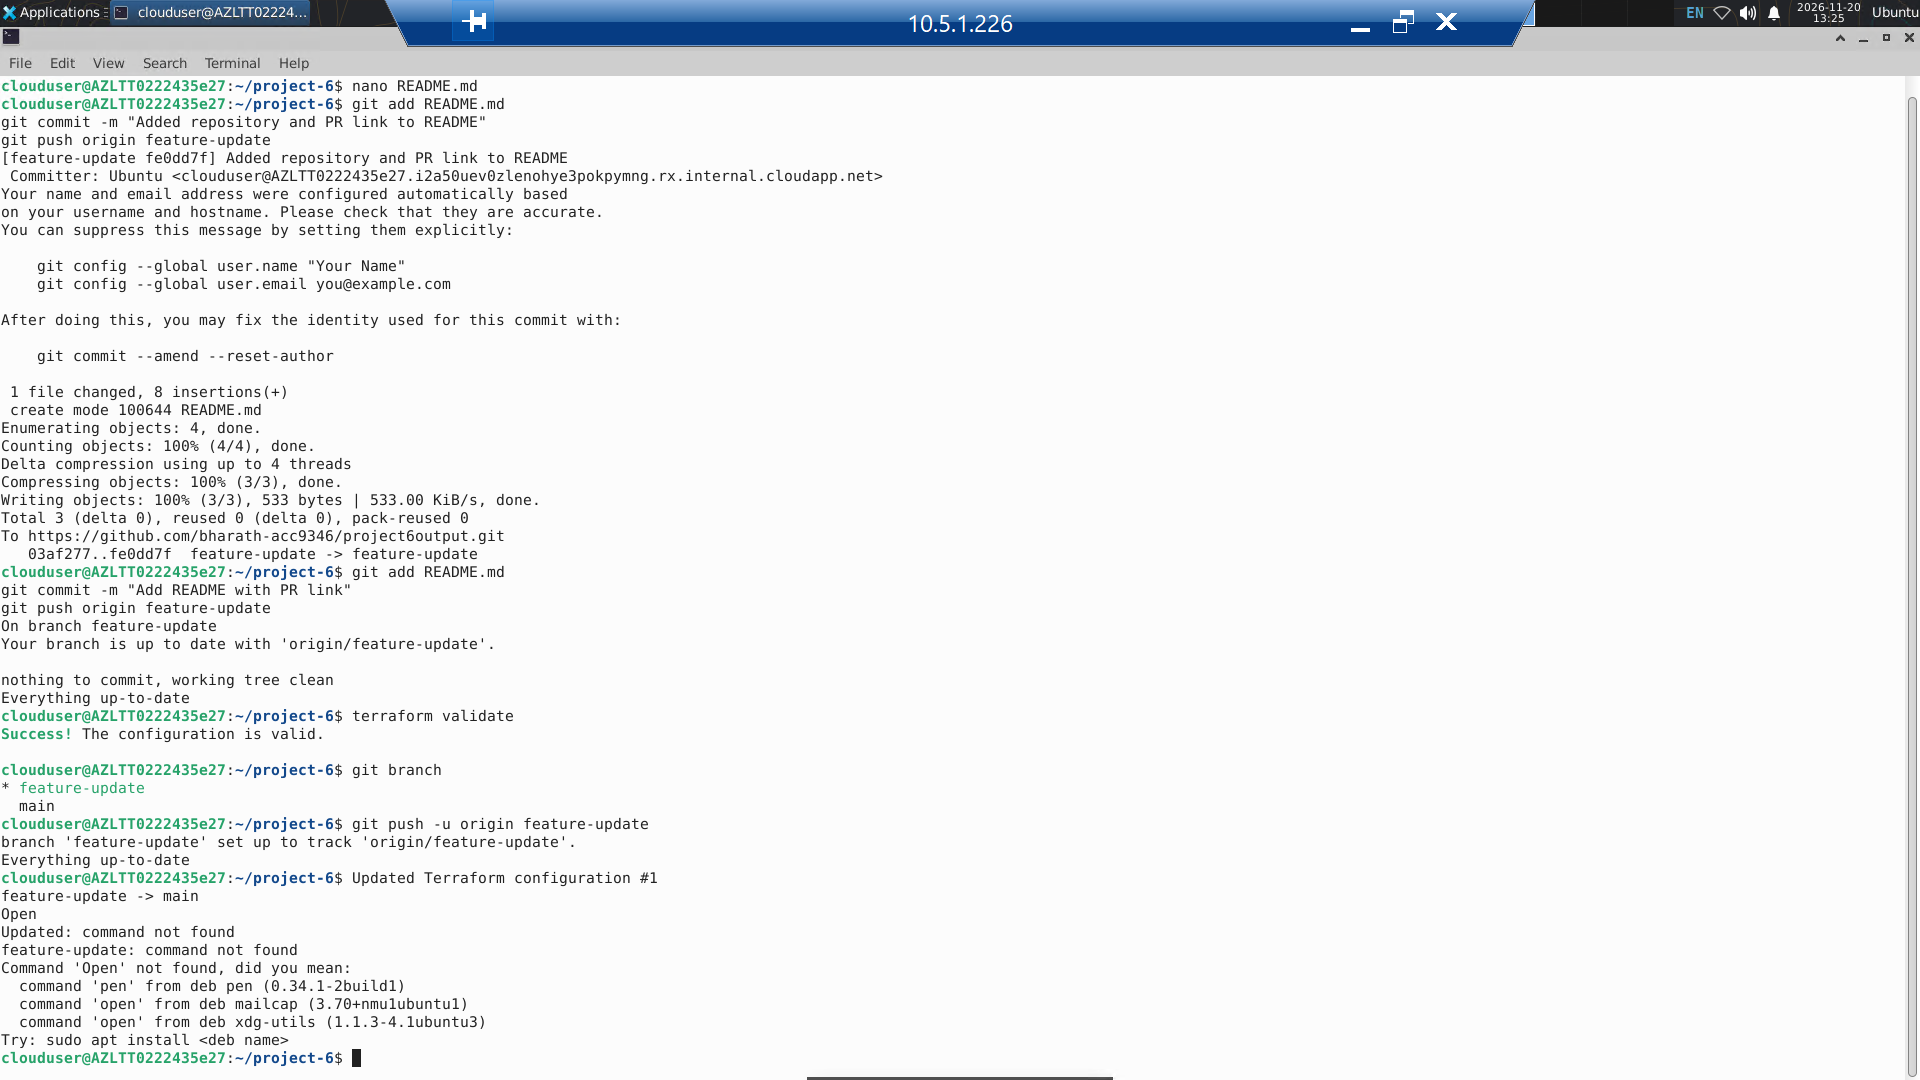 Applications
clouduser@AZLTT02224...
10.5.1.226
EN
2026-11-20
13:25
Ubuntu
File Edit View Search Terminal Help
clouduser@AZLTT0222435e27:~/project-6$ nano README.md
clouduser@AZLTT0222435e27:~/project-6$ git add README.md
git commit -m "Added repository and PR link to README"
git push origin feature-update
[feature-update fe0dd7f] Added repository and PR link to README
 Committer: Ubuntu <clouduser@AZLTT0222435e27.i2a50uev0zlenohye3pokpymng.rx.internal.cloudapp.net>
Your name and email address were configured automatically based
on your username and hostname. Please check that they are accurate.
You can suppress this message by setting them explicitly:

    git config --global user.name "Your Name"
    git config --global user.email you@example.com

After doing this, you may fix the identity used for this commit with:

    git commit --amend --reset-author

 1 file changed, 8 insertions(+)
 create mode 100644 README.md
Enumerating objects: 4, done.
Counting objects: 100% (4/4), done.
Delta compression using up to 4 threads
Compressing objects: 100% (3/3), done.
Writing objects: 100% (3/3), 533 bytes | 533.00 KiB/s, done.
Total 3 (delta 0), reused 0 (delta 0), pack-reused 0
To https://github.com/bharath-acc9346/project6output.git
   03af277..fe0dd7f  feature-update -> feature-update
clouduser@AZLTT0222435e27:~/project-6$ git add README.md
git commit -m "Add README with PR link"
git push origin feature-update
On branch feature-update
Your branch is up to date with 'origin/feature-update'.

nothing to commit, working tree clean
Everything up-to-date
clouduser@AZLTT0222435e27:~/project-6$ terraform validate
Success! The configuration is valid.

clouduser@AZLTT0222435e27:~/project-6$ git branch
* feature-update
  main
clouduser@AZLTT0222435e27:~/project-6$ git push -u origin feature-update
branch 'feature-update' set up to track 'origin/feature-update'.
Everything up-to-date
clouduser@AZLTT0222435e27:~/project-6$ Updated Terraform configuration #1
feature-update -> main
Open
Updated: command not found
feature-update: command not found
Command 'Open' not found, did you mean:
  command 'pen' from deb pen (0.34.1-2build1)
  command 'open' from deb mailcap (3.70+nmu1ubuntu1)
  command 'open' from deb xdg-utils (1.1.3-4.1ubuntu3)
Try: sudo apt install <deb name>
clouduser@AZLTT0222435e27:~/project-6$